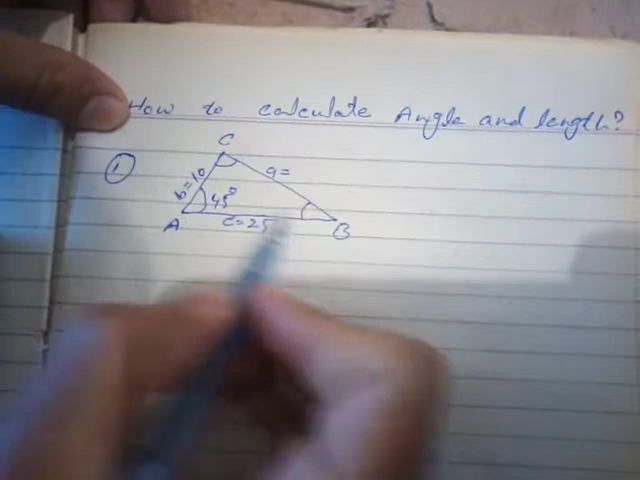 How to calculate Angle and length?
1.
C
b=10 a=
45°
A c=25 B